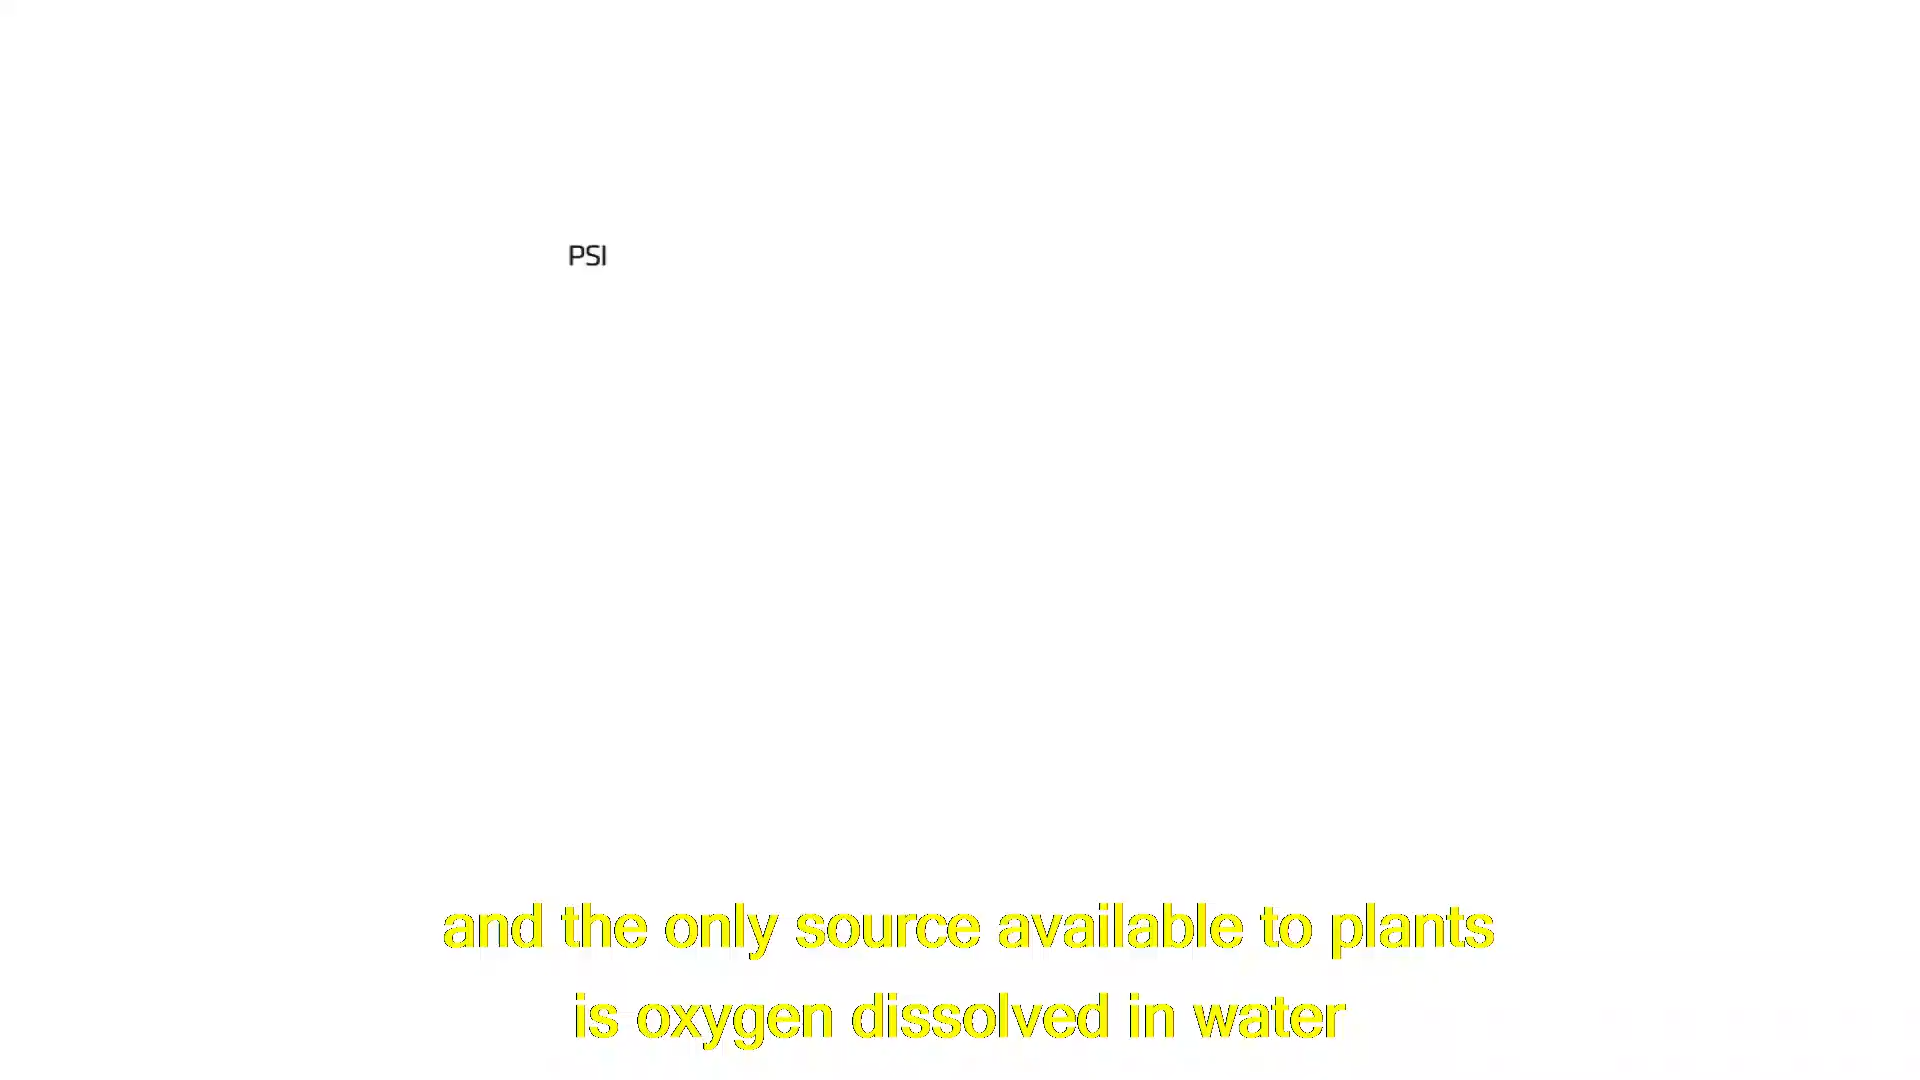 PSI
and the only source available to plants
is oxygen dissolved in water